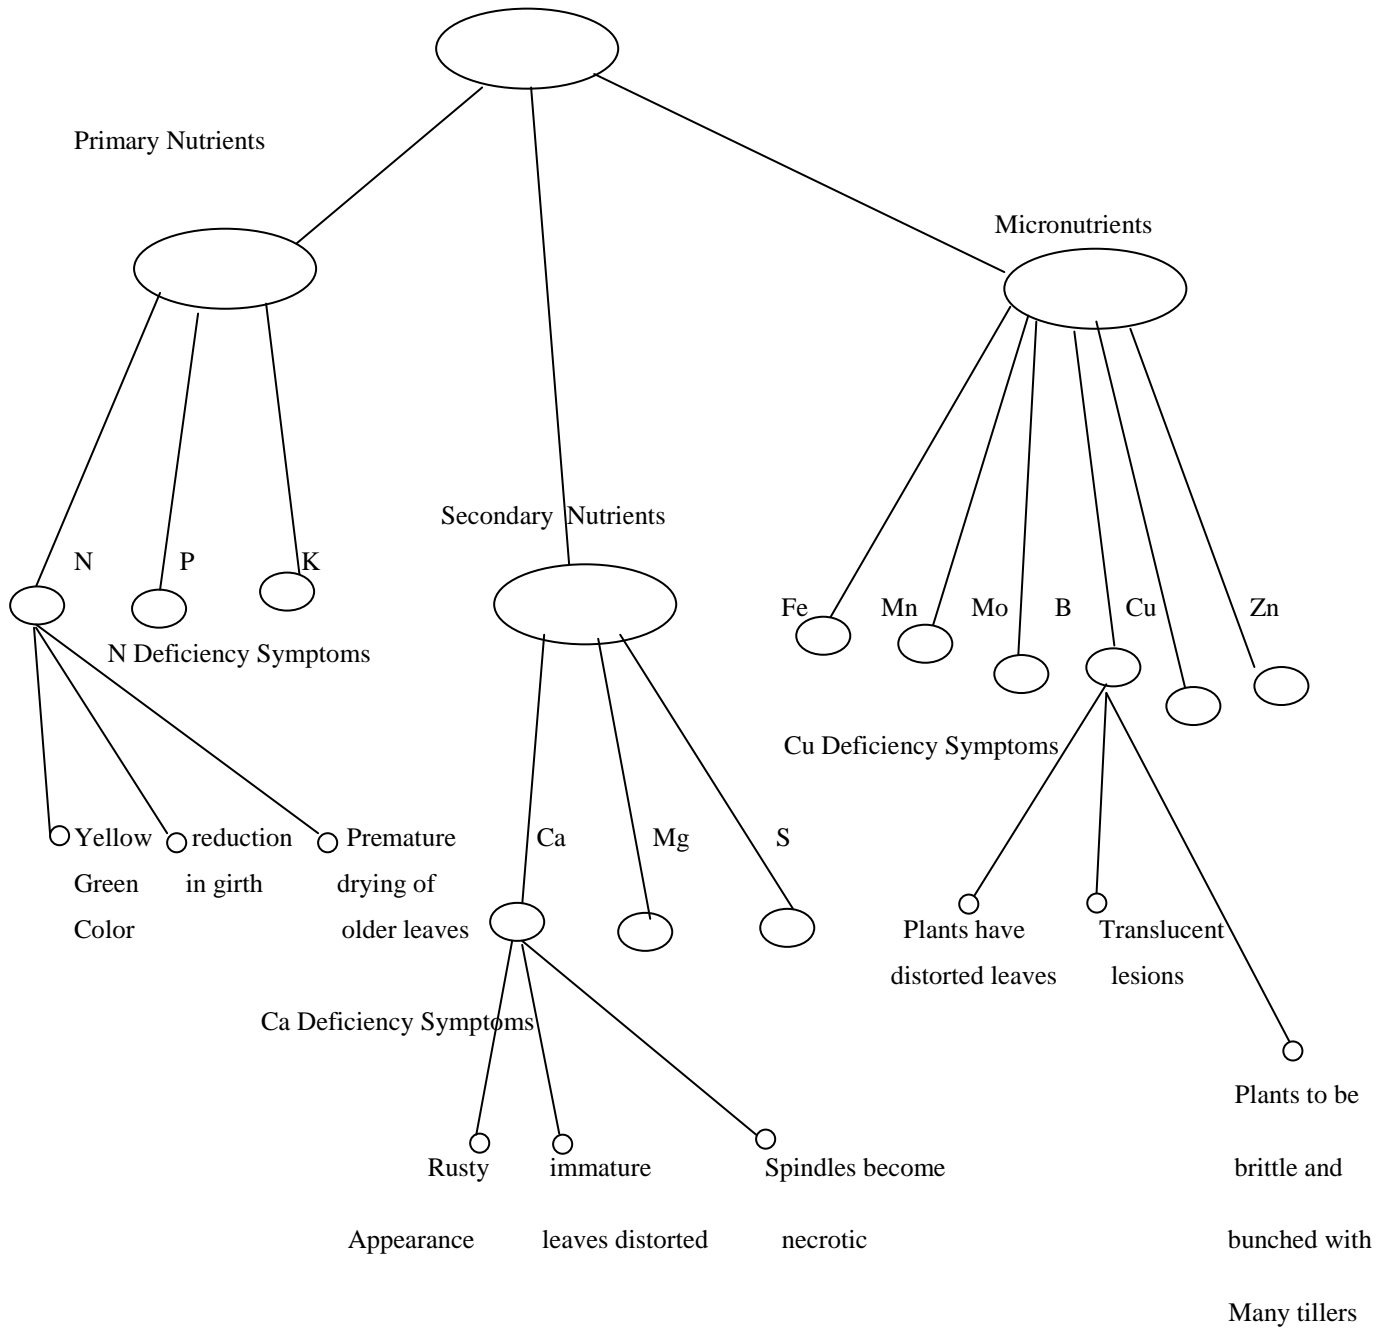 Primary Nutrients
Micronutrients
Secondary Nutrients
N P K
Fe Mn Mo B Cu Zn
N Deficiency Symptoms
Cu Deficiency Symptoms
Yellow reduction Premature
Green in girth drying of
Color older leaves
Ca Mg S
Plants have Translucent
distorted leaves lesions
Ca Deficiency Symptoms
Plants to be
brittle and
bunched with
Many tillers
Rusty immature Spindles become
Appearance leaves distorted necrotic